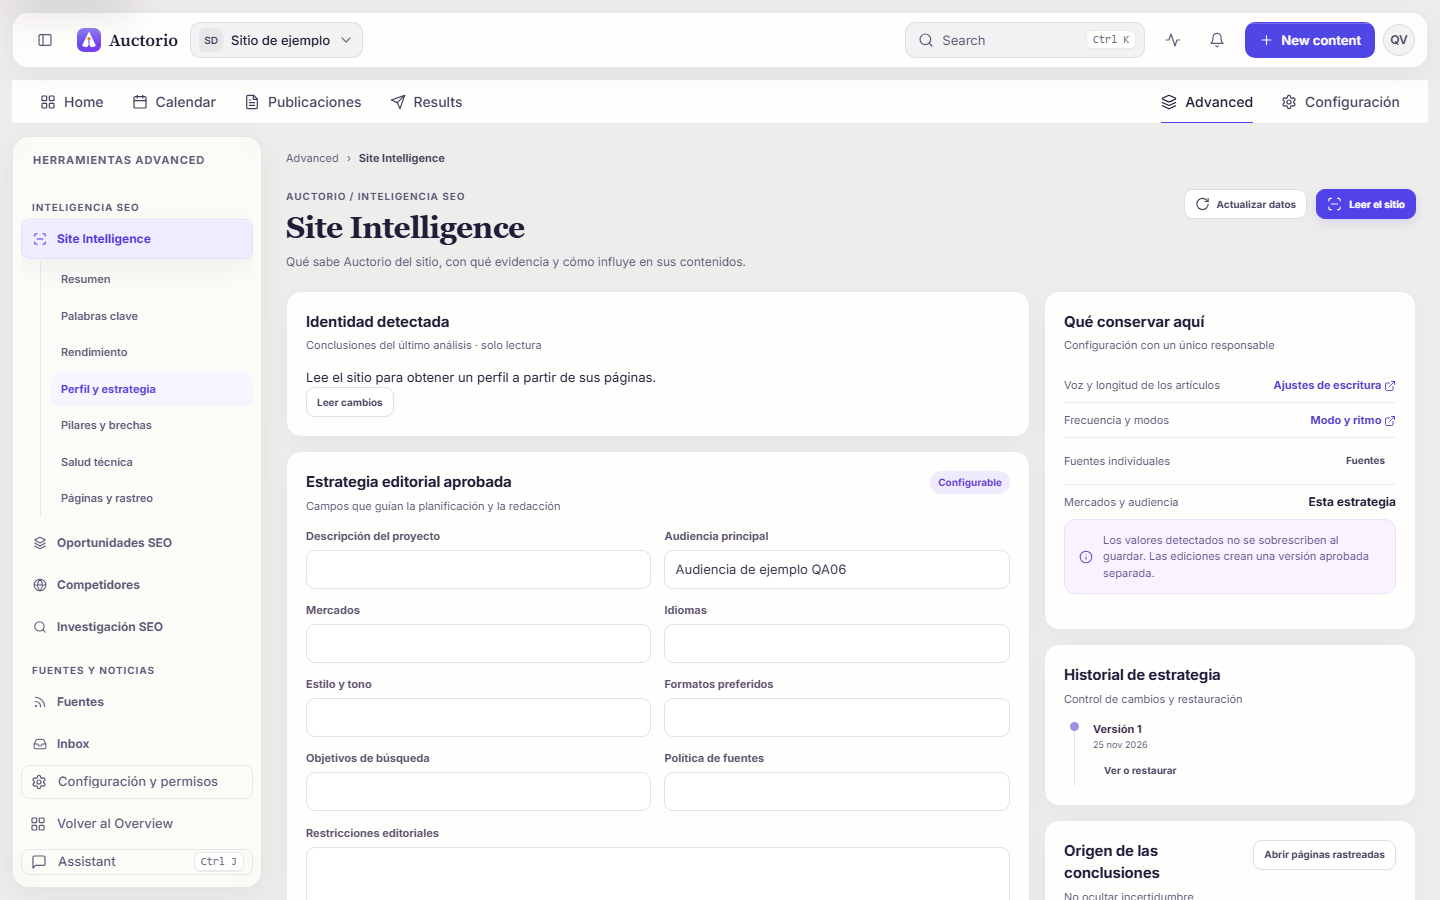 Auctorio
SD Sitio de ejemplo
Search Ctrl K
New content
QV
Home
Calendar
Publicaciones
Results
Advanced
Configuración
HERRAMIENTAS ADVANCED
INTELIGENCIA SEO
Site Intelligence
Resumen
Palabras clave
Rendimiento
Perfil y estrategia
Pilares y brechas
Salud técnica
Páginas y rastreo
Oportunidades SEO
Competidores
Investigación SEO
FUENTES Y NOTICIAS
Fuentes
Inbox
Configuración y permisos
Volver al Overview
Assistant Ctrl J
Advanced › Site Intelligence
AUCTORIO / INTELIGENCIA SEO
Site Intelligence
Qué sabe Auctorio del sitio, con qué evidencia y cómo influye en sus contenidos.
Actualizar datos
Leer el sitio
Identidad detectada
Conclusiones del último análisis · solo lectura
Lee el sitio para obtener un perfil a partir de sus páginas.
Leer cambios
Estrategia editorial aprobada
Configurable
Campos que guían la planificación y la redacción
Descripción del proyecto
Audiencia principal
Audiencia de ejemplo QA06
Mercados
Idiomas
Estilo y tono
Formatos preferidos
Objetivos de búsqueda
Política de fuentes
Restricciones editoriales
Qué conservar aquí
Configuración con un único responsable
Voz y longitud de los artículos Ajustes de escritura
Frecuencia y modos Modo y ritmo
Fuentes individuales Fuentes
Mercados y audiencia Esta estrategia
Los valores detectados no se sobrescriben al
guardar. Las ediciones crean una versión aprobada
separada.
Historial de estrategia
Control de cambios y restauración
Versión 1
25 nov 2026
Ver o restaurar
Origen de las
conclusiones
Abrir páginas rastreadas
No ocultar incertidumbre